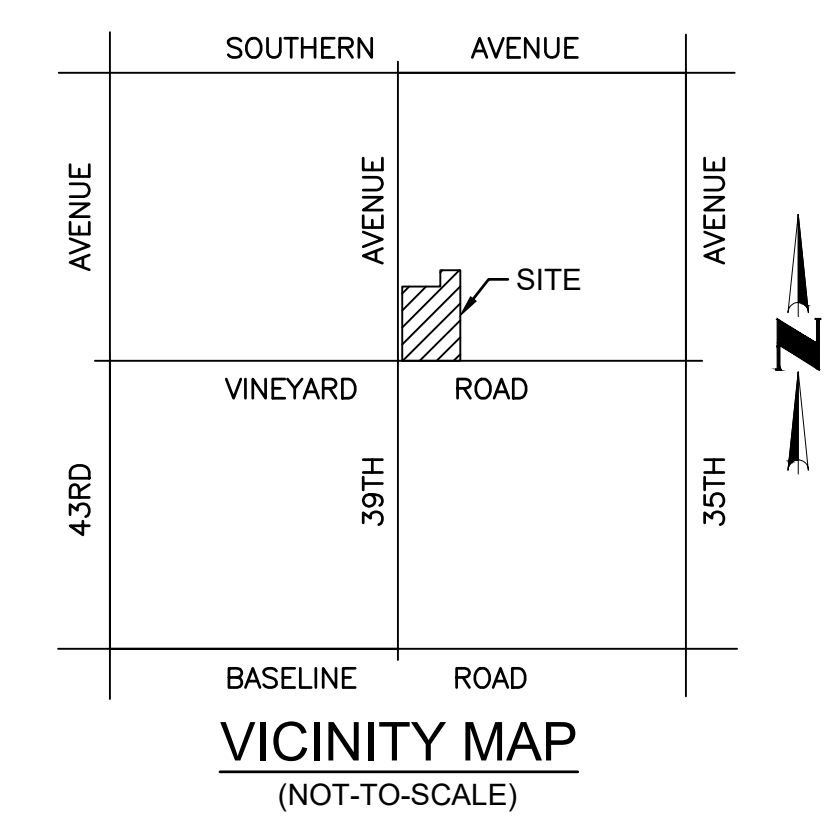 SOUTHERN AVENUE
AVENUE
AVENUE
AVENUE
SITE
N
VINEYARD ROAD
43RD
39TH
35TH
BASELINE ROAD
VICINITY MAP
(NOT-TO-SCALE)